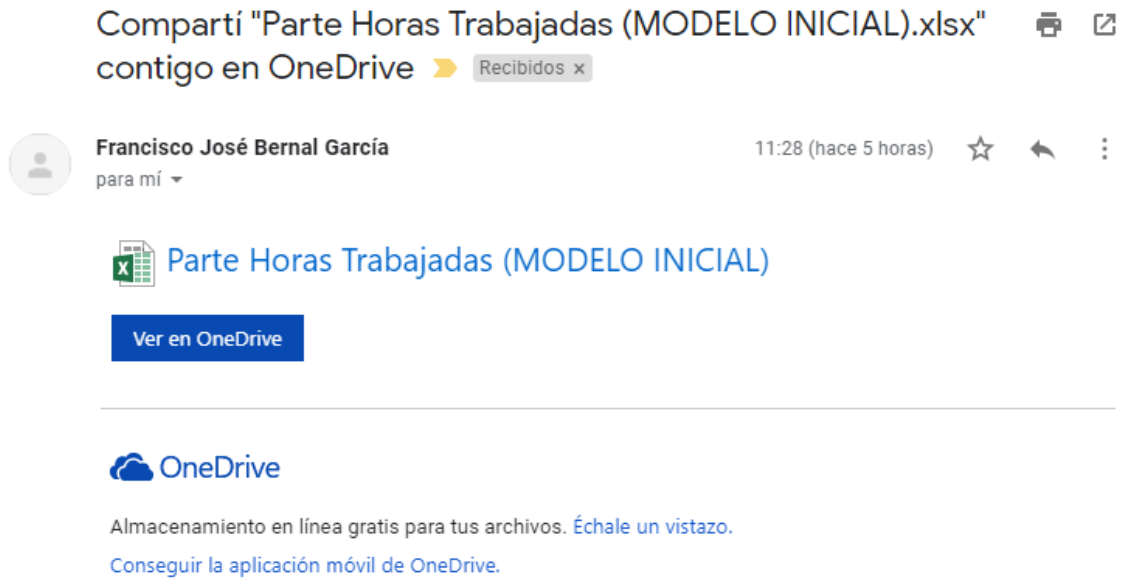 Compartí "Parte Horas Trabajadas (MODELO INICIAL).xlsx"
contigo en OneDrive Recibidos x
Francisco José Bernal García 11:28 (hace 5 horas)
para mí
X Parte Horas Trabajadas (MODELO INICIAL)
Ver en OneDrive
OneDrive
Almacenamiento en línea gratis para tus archivos. Échale un vistazo.
Conseguir la aplicación móvil de OneDrive.